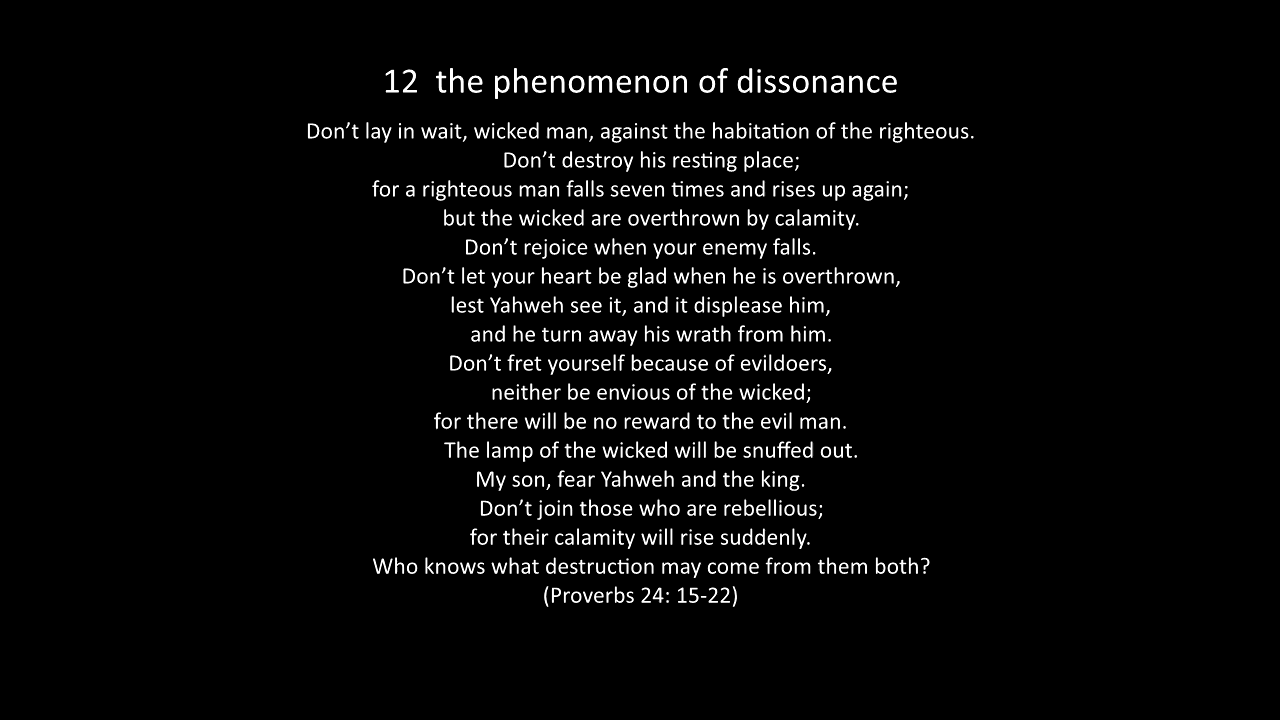 12  the phenomenon of dissonance
Don’t lay in wait, wicked man, against the habitation of the righteous.
Don’t destroy his resting place;
for a righteous man falls seven times and rises up again;
but the wicked are overthrown by calamity.
Don’t rejoice when your enemy falls.
Don’t let your heart be glad when he is overthrown,
lest Yahweh see it, and it displease him,
and he turn away his wrath from him.
Don’t fret yourself because of evildoers,
neither be envious of the wicked;
for there will be no reward to the evil man.
The lamp of the wicked will be snuffed out.
My son, fear Yahweh and the king.
Don’t join those who are rebellious;
for their calamity will rise suddenly.
Who knows what destruction may come from them both?
(Proverbs 24: 15-22)